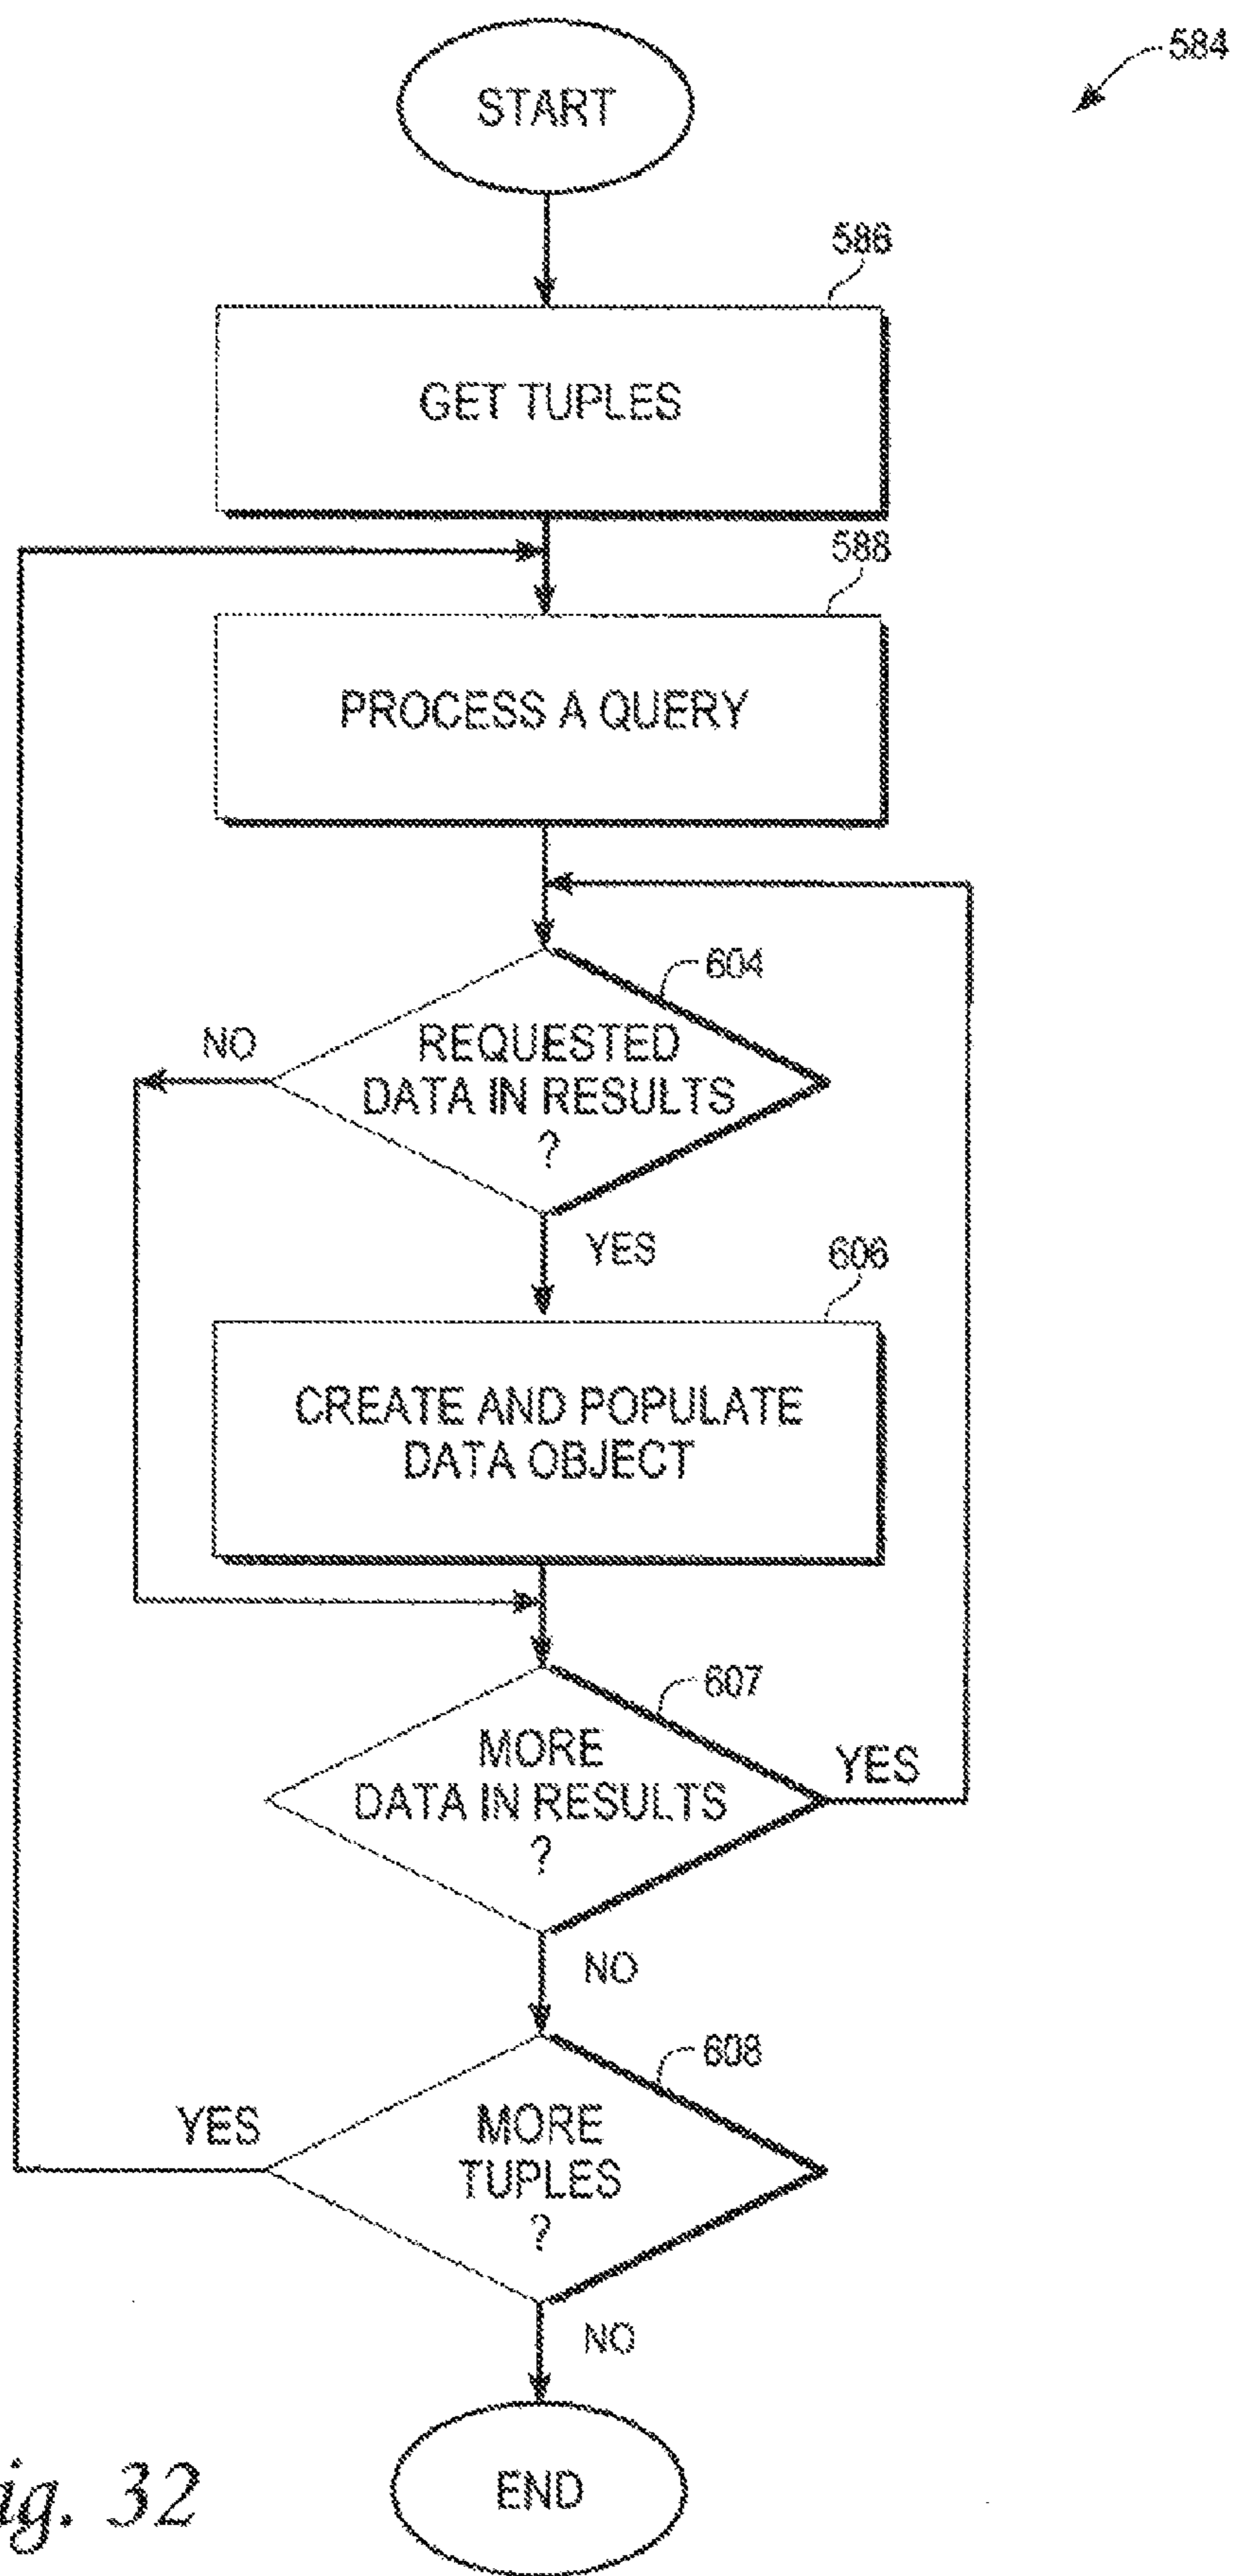 584
START
586
GET TUPLES
588
PROCESS A QUERY
604
NO
REQUESTED
DATA IN RESULTS
?
YES
606
CREATE AND POPULATE
DATA OBJECT
607
MORE
DATA IN RESULTS
?
YES
NO
608
YES
MORE
TUPLES
?
NO
END
ig. 32